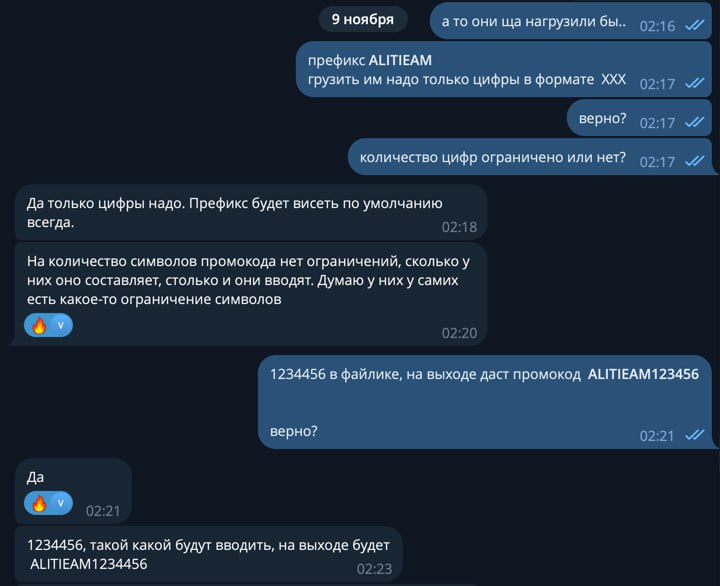 9 ноября
а то они ща нагрузили бы.. 02:16
префикс ALITIEAM
грузить им надо только цифры в формате XXX 02:17
верно? 02:17
количество цифр ограничено или нет? 02:17
Да только цифры надо. Префикс будет висеть по умолчанию
всегда. 02:18
На количество символов промокода нет ограничений, сколько у
них оно составляет, столько и они вводят. Думаю у них у самих
есть какое-то ограничение символов
🔥 V 02:20
1234456 в файлике, на выходе даст промокод ALITIEAM123456
верно? 02:21
Да
🔥 V 02:21
1234456, такой какой будут вводить, на выходе будет
ALITIEAM1234456 02:23